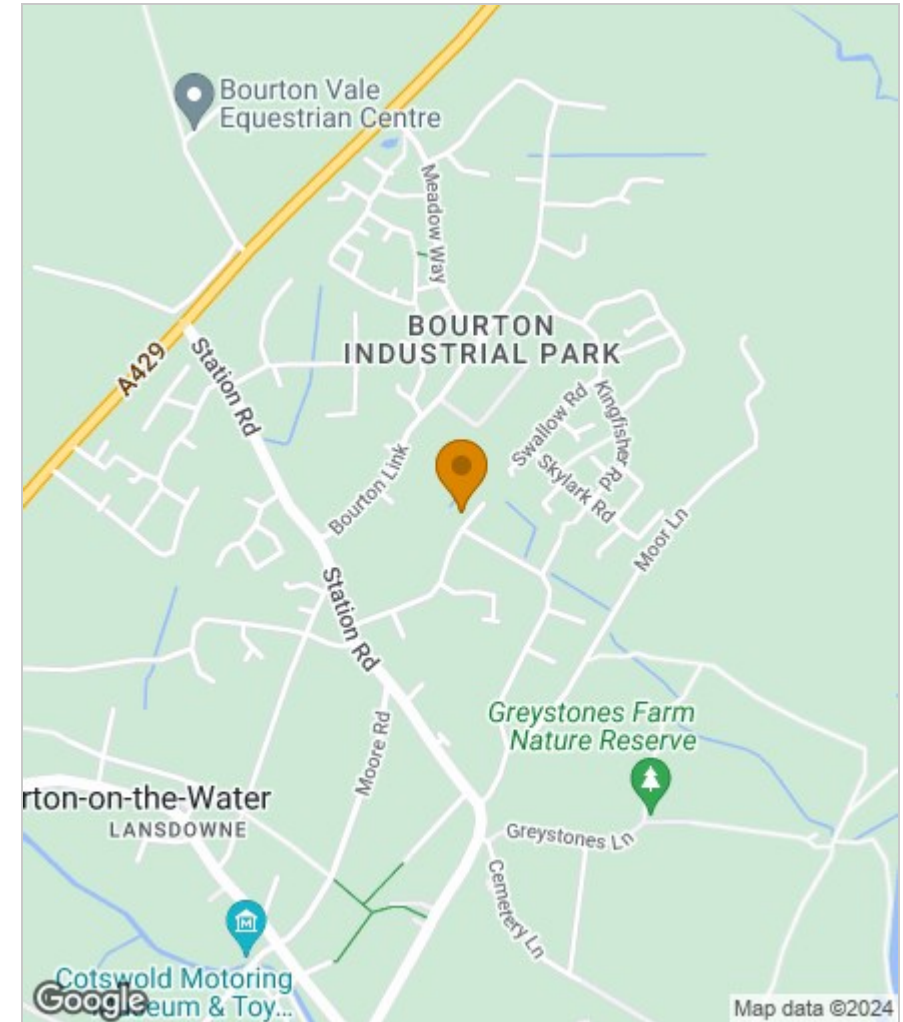 Bourton Vale
Equestrian Centre
Meadow Way
BOURTON
INDUSTRIAL PARK
A429
Station Rd
Swallow Rd
Kingfisher Rd
Skylark Rd
Bourton Link
Moor Ln
Station Rd
Greystones Farm
Nature Reserve
Moore Rd
rton-on-the-Water
LANSDOWNE
Greystones Ln
Cemetery Ln
M
Cotswold Motoring
Museum & Toy...
Google
Map data ©2024